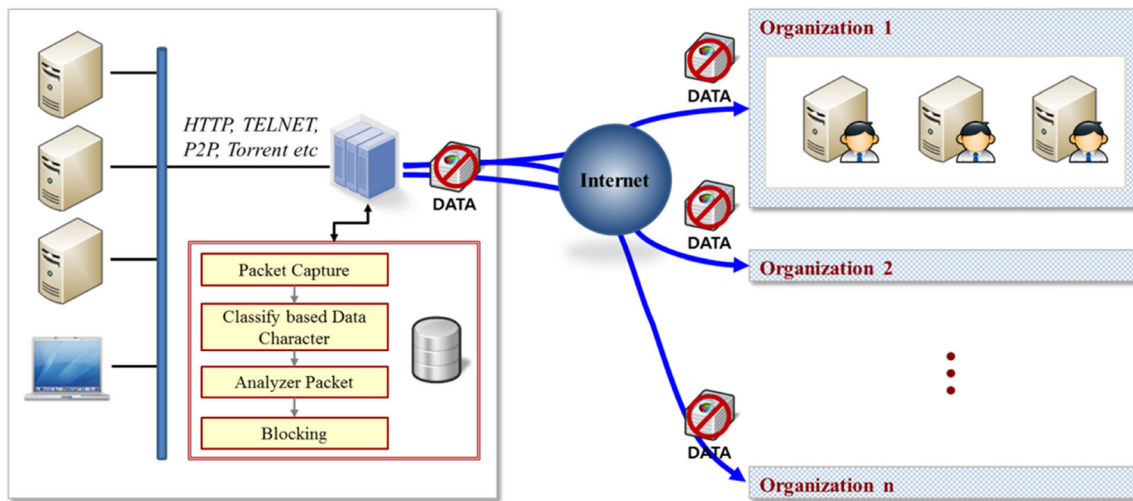 HTTP, TELNET,
P2P, Torrent etc
DATA
Packet Capture
Classify based Data
Character
Analyzer Packet
Blocking
Internet
DATA
DATA
DATA
Organization 1
Organization 2
Organization n